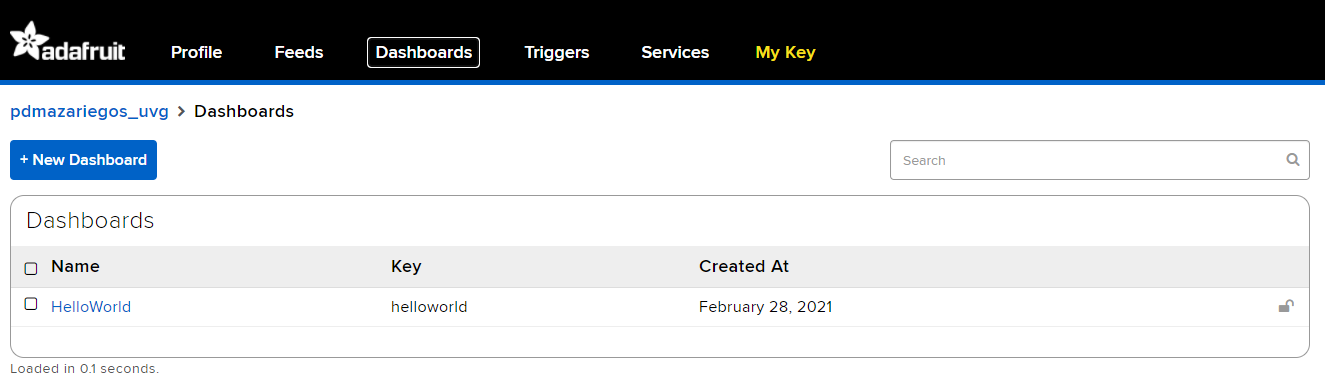 adafruit Profile Feeds Dashboards Triggers Services My Key
pdmazariegos_uvg > Dashboards
+ New Dashboard Search
Dashboards
Name Key Created At
HelloWorld helloworld February 28, 2021
Loaded in 0.1 seconds.